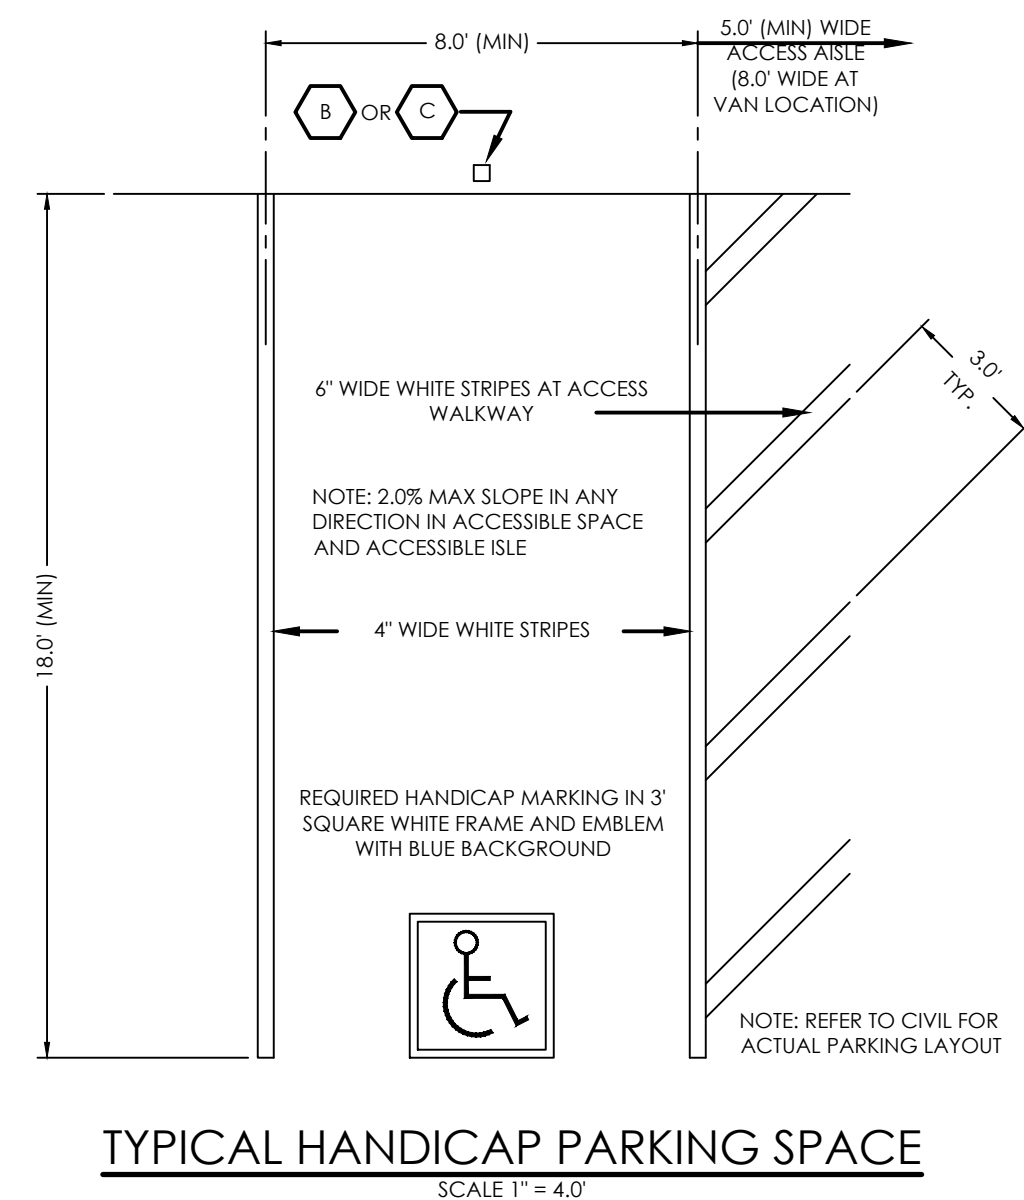 8.0' (MIN)
5.0' (MIN) WIDE
ACCESS AISLE
(8.0' WIDE AT
VAN LOCATION)
B OR C
3.0'
TYP.
6" WIDE WHITE STRIPES AT ACCESS
WALKWAY
NOTE: 2.0% MAX SLOPE IN ANY
DIRECTION IN ACCESSIBLE SPACE
AND ACCESSIBLE ISLE
18.0' (MIN)
4" WIDE WHITE STRIPES
REQUIRED HANDICAP MARKING IN 3'
SQUARE WHITE FRAME AND EMBLEM
WITH BLUE BACKGROUND
NOTE: REFER TO CIVIL FOR
ACTUAL PARKING LAYOUT
TYPICAL HANDICAP PARKING SPACE
SCALE 1" = 4.0'